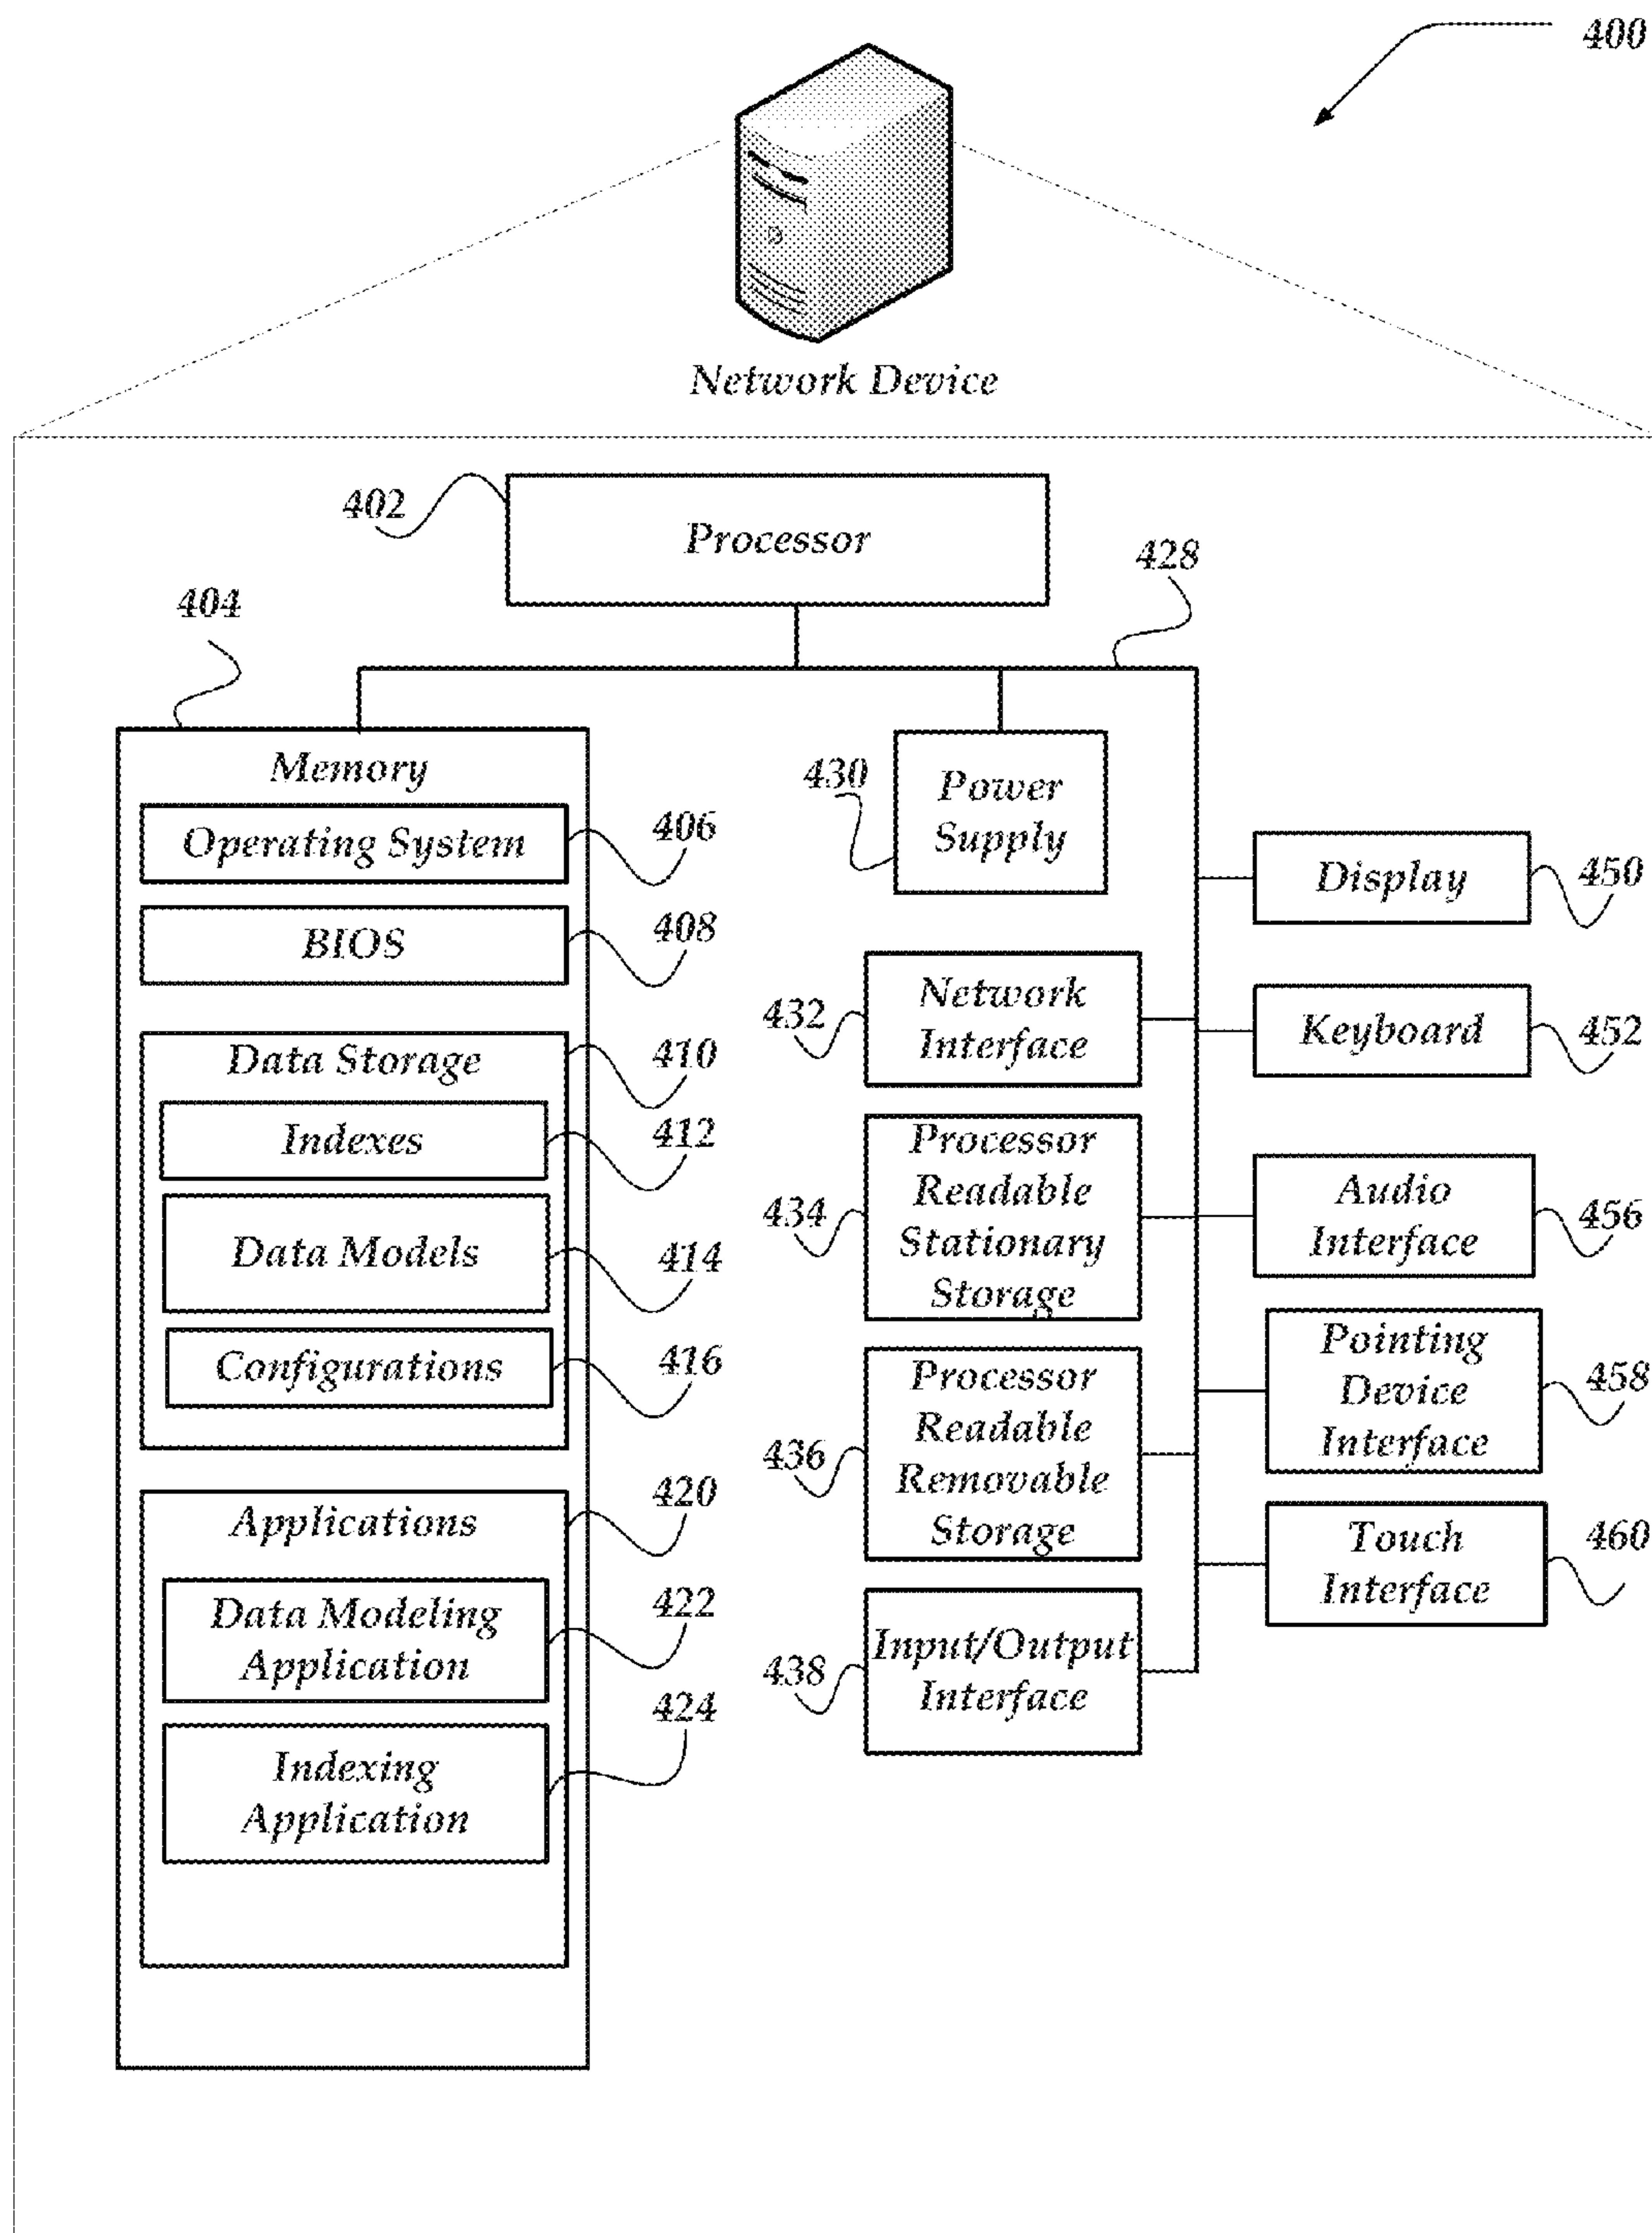 400
Network Device
402
Processor
428
404
Memory
Operating System
406
BIOS
408
Data Storage
410
Indexes
412
Data Models
414
Configurations
416
Applications
420
Data Modeling
Application
422
Indexing
Application
424
430
Power
Supply
432
Network
Interface
434
Processor
Readable
Stationary
Storage
436
Processor
Readable
Removable
Storage
438
Input/Output
Interface
Display
450
Keyboard
452
Audio
Interface
456
Pointing
Device
Interface
458
Touch
Interface
460